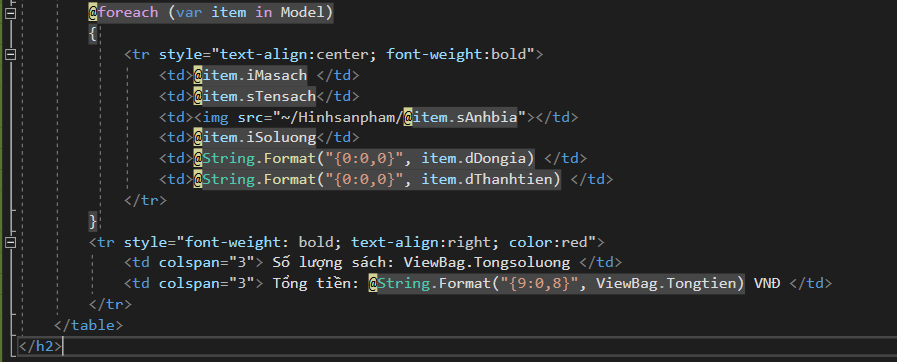 @foreach (var item in Model)
{
<tr style="text-align:center; font-weight:bold">
<td>@item.iMasach </td>
<td>@item.sTensach</td>
<td><img src="~/Hinhsanpham/@item.sAnhbia"></td>
<td>@item.iSoluong</td>
<td>@String.Format("{0:0,0}", item.dDongia) </td>
<td>@String.Format("{0:0,0}", item.dThanhtien) </td>
</tr>
}
<tr style="font-weight: bold; text-align:right; color:red">
<td colspan="3"> Số lượng sách: ViewBag.Tongsoluong </td>
<td colspan="3"> Tổng tiền: @String.Format("{9:0,8}", ViewBag.Tongtien) VNĐ </td>
</tr>
</table>
</h2>